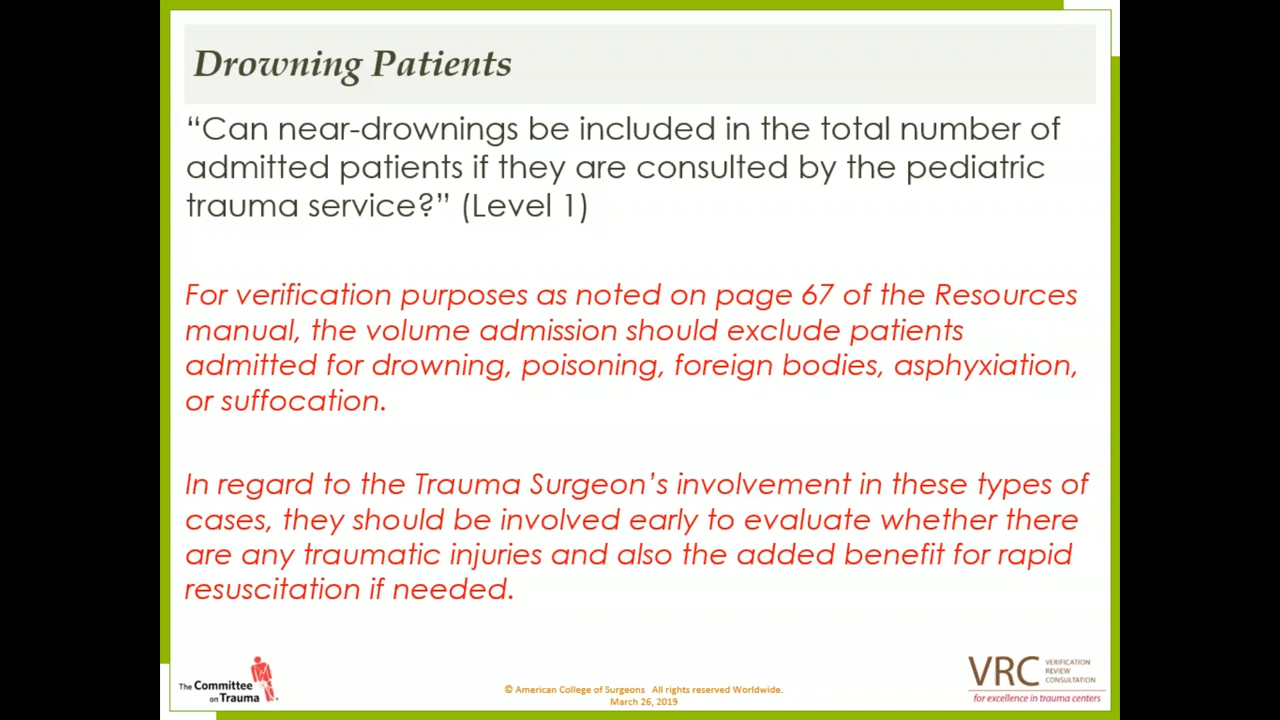 Drowning Patients
“Can near-drownings be included in the total number of
admitted patients if they are consulted by the pediatric
trauma service?” (Level 1)
For verification purposes as noted on page 67 of the Resources
manual, the volume admission should exclude patients
admitted for drowning, poisoning, foreign bodies, asphyxiation,
or suffocation.
In regard to the Trauma Surgeon’s involvement in these types of
cases, they should be involved early to evaluate whether there
are any traumatic injuries and also the added benefit for rapid
resuscitation if needed.
The Committee
on Trauma
© American College of Surgeons All rights reserved Worldwide.
March 26, 2019
VRC
VERIFICATION
REVIEW
CONSULTATION
for excellence in trauma centers